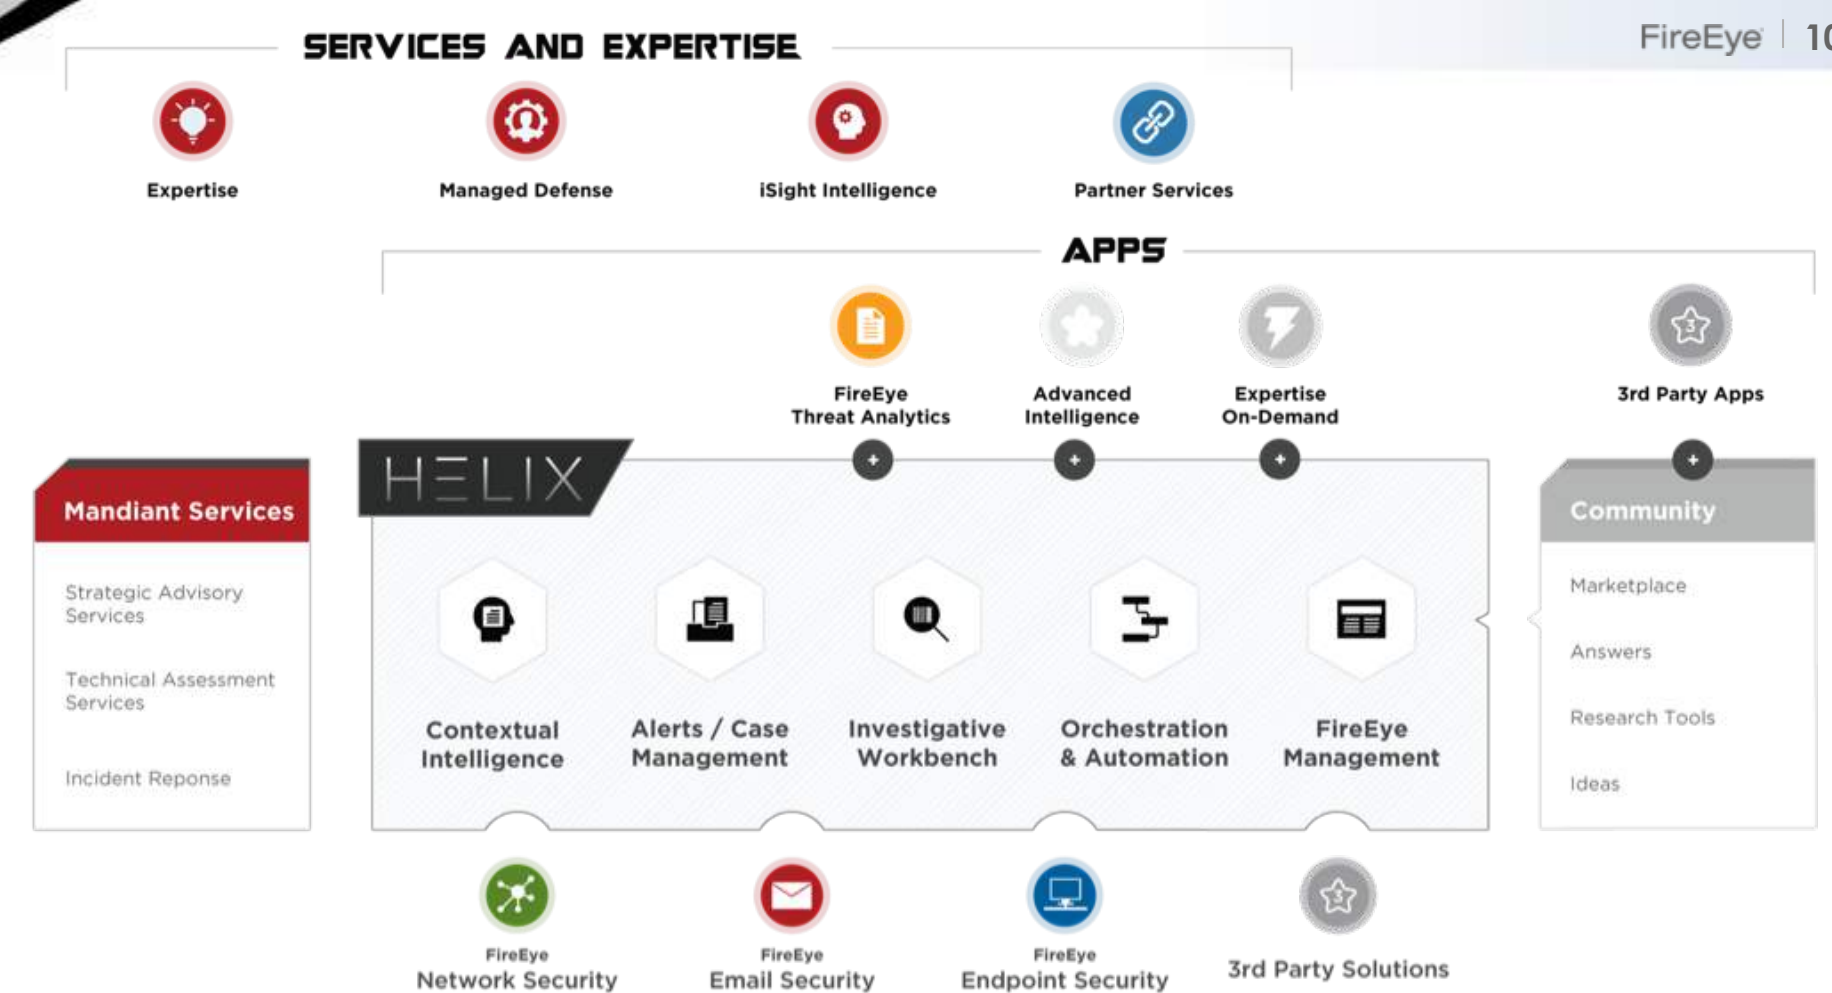 FireEye | 10
SERVICES AND EXPERTISE
Expertise
Managed Defense
iSight Intelligence
Partner Services
APPS
FireEye
Threat Analytics
Advanced
Intelligence
Expertise
On-Demand
3
3rd Party Apps
+
+
+
+
HELIX
Mandiant Services
Strategic Advisory
Services
Technical Assessment
Services
Incident Reponse
Contextual
Intelligence
Alerts / Case
Management
Investigative
Workbench
Orchestration
& Automation
FireEye
Management
Community
Marketplace
Answers
Research Tools
Ideas
FireEye
Network Security
FireEye
Email Security
FireEye
Endpoint Security
3
3rd Party Solutions